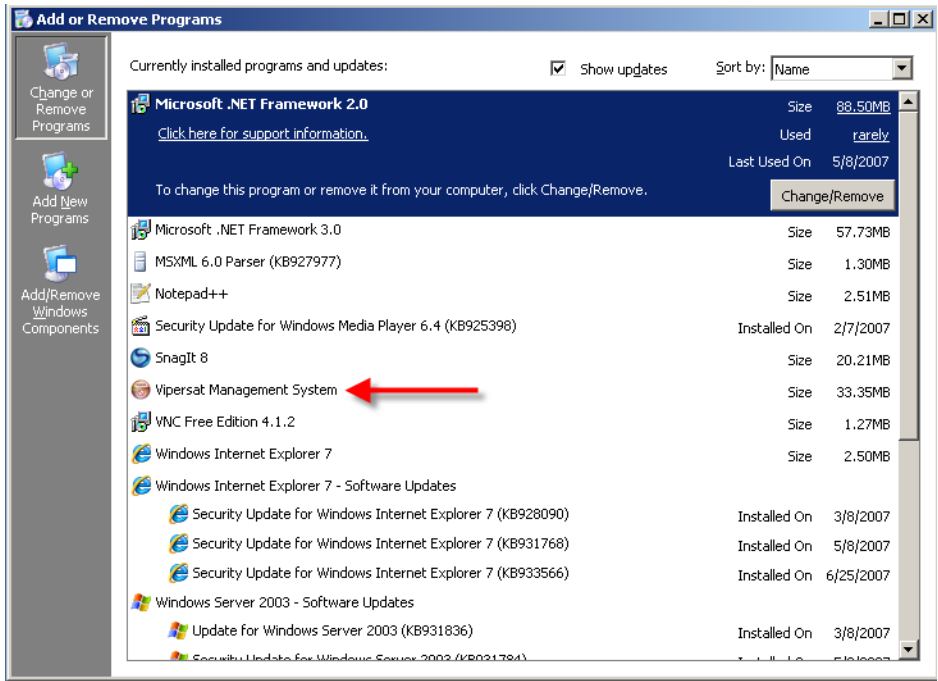 Add or Remove Programs
Change or
Remove
Programs
Add New
Programs
Add/Remove
Windows
Components
Currently installed programs and updates:
Show updates
Sort by: Name
Microsoft .NET Framework 2.0 Size 88.50MB
Click here for support information. Used rarely
Last Used On 5/8/2007
To change this program or remove it from your computer, click Change/Remove. Change/Remove
Microsoft .NET Framework 3.0 Size 57.73MB
MSXML 6.0 Parser (KB927977) Size 1.30MB
Notepad++ Size 2.51MB
Security Update for Windows Media Player 6.4 (KB925398) Installed On 2/7/2007
SnagIt 8 Size 20.21MB
Vipersat Management System Size 33.35MB
VNC Free Edition 4.1.2 Size 1.27MB
Windows Internet Explorer 7 Size 2.50MB
Windows Internet Explorer 7 - Software Updates
Security Update for Windows Internet Explorer 7 (KB928090) Installed On 3/8/2007
Security Update for Windows Internet Explorer 7 (KB931768) Installed On 5/8/2007
Security Update for Windows Internet Explorer 7 (KB933566) Installed On 6/25/2007
Windows Server 2003 - Software Updates
Update for Windows Server 2003 (KB931836) Installed On 3/8/2007
Security Update for Windows Server 2003 (KB931784)